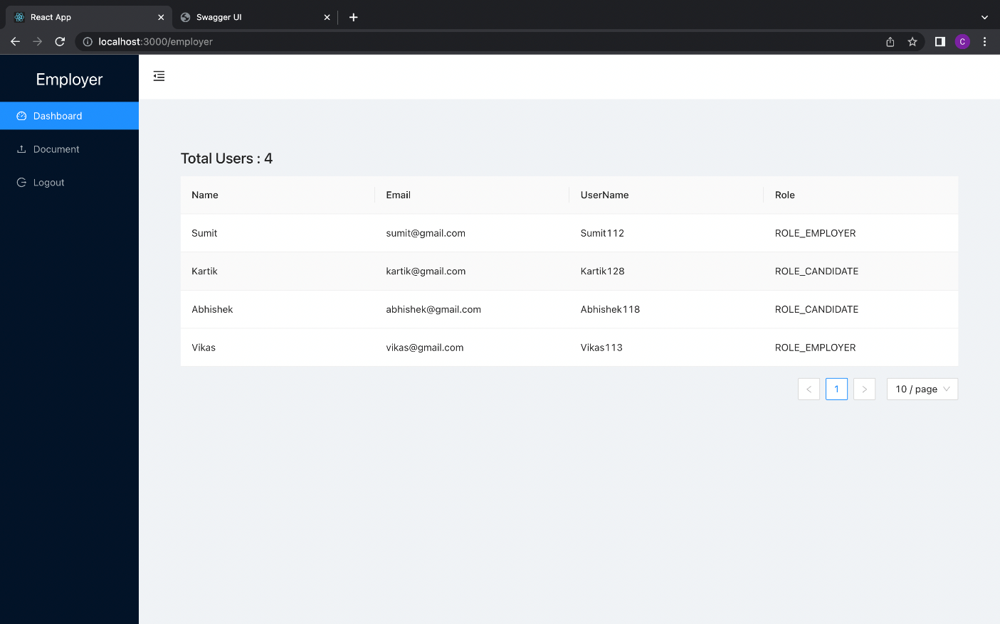 React App
Swagger UI
localhost:3000/employer
C
Employer
Dashboard
Document
Logout
Total Users : 4
Name Email UserName Role
Sumit sumit@gmail.com Sumit112 ROLE_EMPLOYER
Kartik kartik@gmail.com Kartik128 ROLE_CANDIDATE
Abhishek abhishek@gmail.com Abhishek118 ROLE_CANDIDATE
Vikas vikas@gmail.com Vikas113 ROLE_EMPLOYER
< 1 > 10 / page